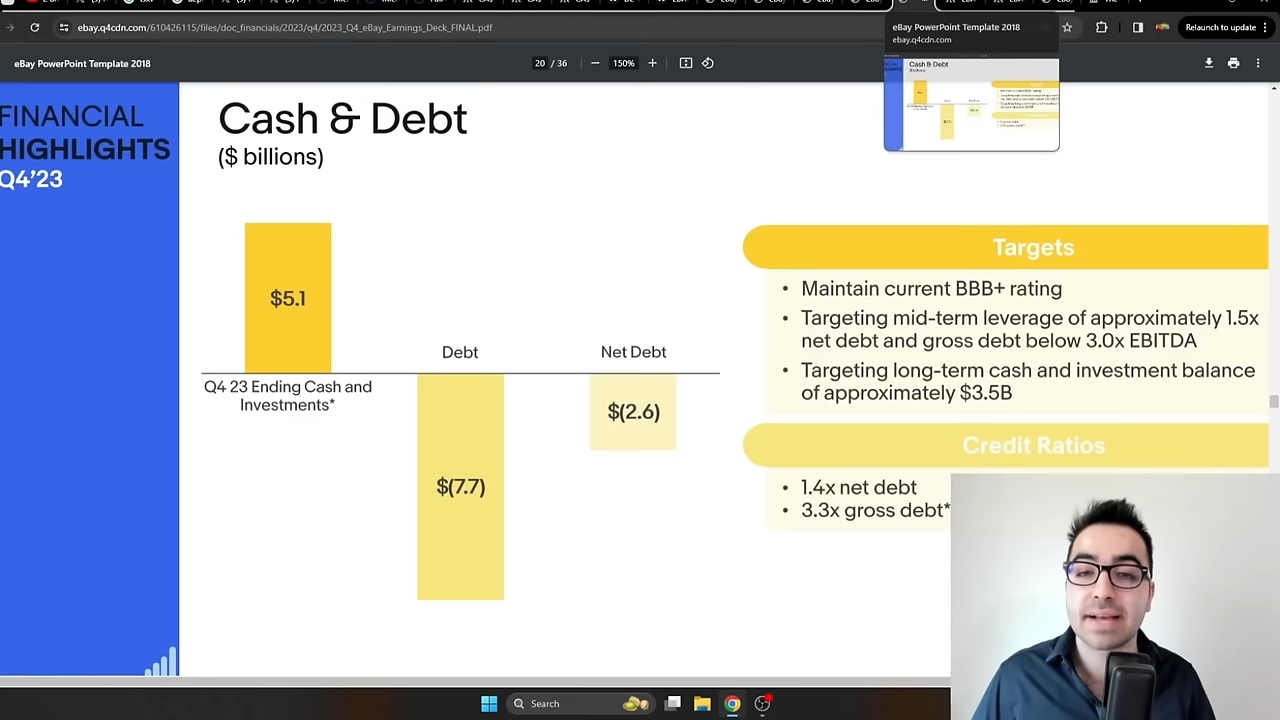 eBay PowerPoint Template 2018
ebay.q4cdn.com
ebay.q4cdn.com/610426115/files/doc_financials/2023/q4/2023_Q4_eBay_Earnings_Deck_FINAL.pdf
Relaunch to update
eBay PowerPoint Template 2018
20 / 36
150%
Cash & Debt
FINANCIAL
HIGHLIGHTS
Q4'23
Cash & Debt
($ billions)
$5.1
Q4 23 Ending Cash and
Investments*
Debt
$(7.7)
Net Debt
$(2.6)
Targets
• Maintain current BBB+ rating
• Targeting mid-term leverage of approximately 1.5x
net debt and gross debt below 3.0x EBITDA
• Targeting long-term cash and investment balance
of approximately $3.5B
Credit Ratios
• 1.4x net debt
• 3.3x gross debt*
Search